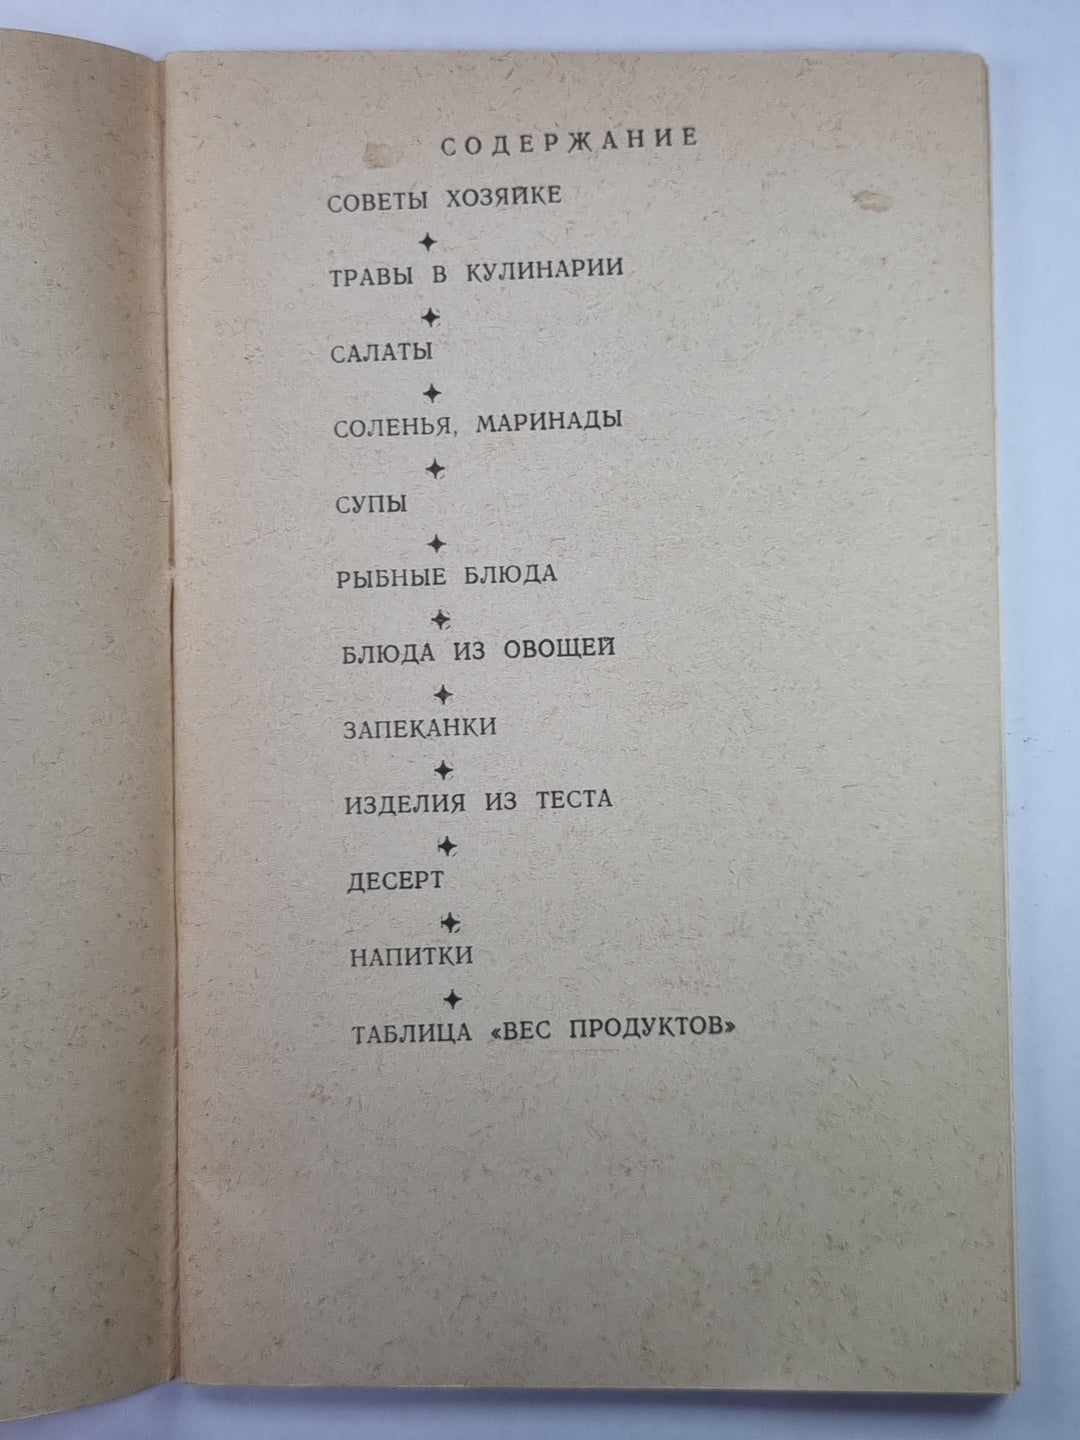 СОДЕРЖАНИЕ
СОВЕТЫ ХОЗЯЙКЕ
ТРАВЫ В КУЛИНАРИИ
САЛАТЫ
СОЛЕНЬЯ, МАРИНАДЫ
СУПЫ
РЫБНЫЕ БЛЮДА
БЛЮДА ИЗ ОВОЩЕЙ
ЗАПЕКАНКИ
ИЗДЕЛИЯ ИЗ ТЕСТА
ДЕСЕРТ
НАПИТКИ
ТАБЛИЦА «ВЕС ПРОДУКТОВ»